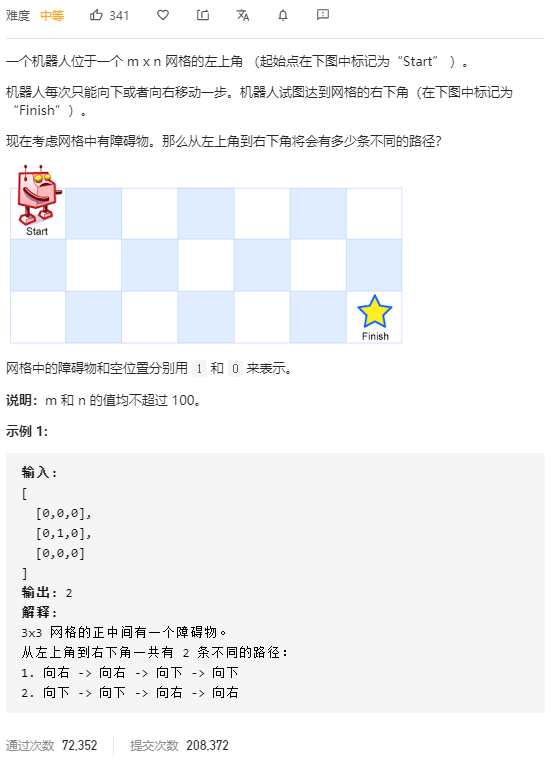 难度 中等 341
一个机器人位于一个 m x n 网格的左上角 （起始点在下图中标记为“Start” ）。
机器人每次只能向下或者向右移动一步。机器人试图达到网格的右下角（在下图中标记为
“Finish”）。
现在考虑网格中有障碍物。那么从左上角到右下角将会有多少条不同的路径?
Start
Finish
网格中的障碍物和空位置分别用 1 和 0 来表示。
说明：m 和 n 的值均不超过 100。
示例 1:
输入:
[
[0,0,0],
[0,1,0],
[0,0,0]
]
输出: 2
解释:
3x3 网格的正中间有一个障碍物。
从左上角到右下角一共有 2 条不同的路径:
1. 向右 -> 向右 -> 向下 -> 向下
2. 向下 -> 向下 -> 向右 -> 向右
通过次数 72,352 提交次数 208,372